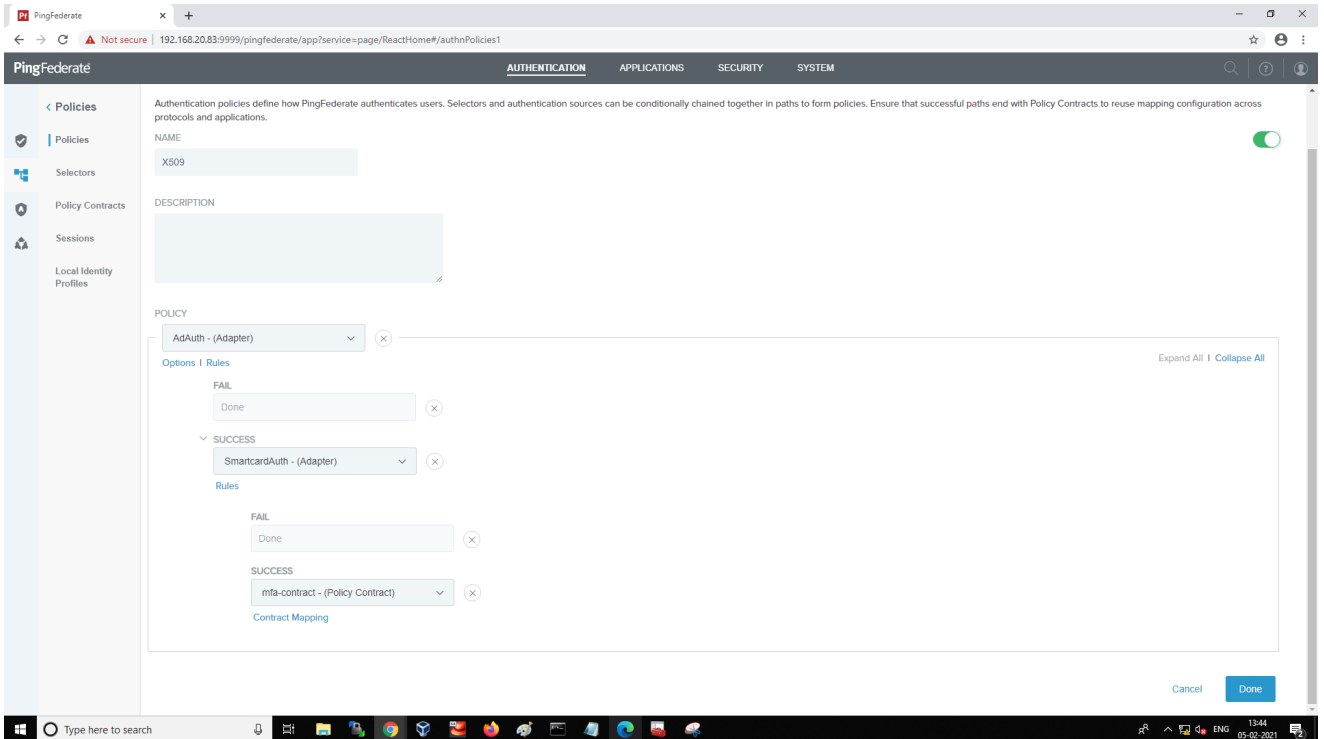 Pf PingFederate
Not secure | 192.168.20.83:9999/pingfederate/app?service=page/ReactHome#/authnPolicies1
PingFederate
AUTHENTICATION APPLICATIONS SECURITY SYSTEM
< Policies
Policies
Selectors
Policy Contracts
Sessions
Local Identity
Profiles
Authentication policies define how PingFederate authenticates users. Selectors and authentication sources can be conditionally chained together in paths to form policies. Ensure that successful paths end with Policy Contracts to reuse mapping configuration across
protocols and applications.
NAME
X509
DESCRIPTION
POLICY
AdAuth - (Adapter)
Options | Rules
Expand All | Collapse All
FAIL
Done
SUCCESS
SmartcardAuth - (Adapter)
Rules
FAIL
Done
SUCCESS
mfa-contract - (Policy Contract)
Contract Mapping
Cancel
Done
Type here to search
ENG
13:44
05-02-2021
2